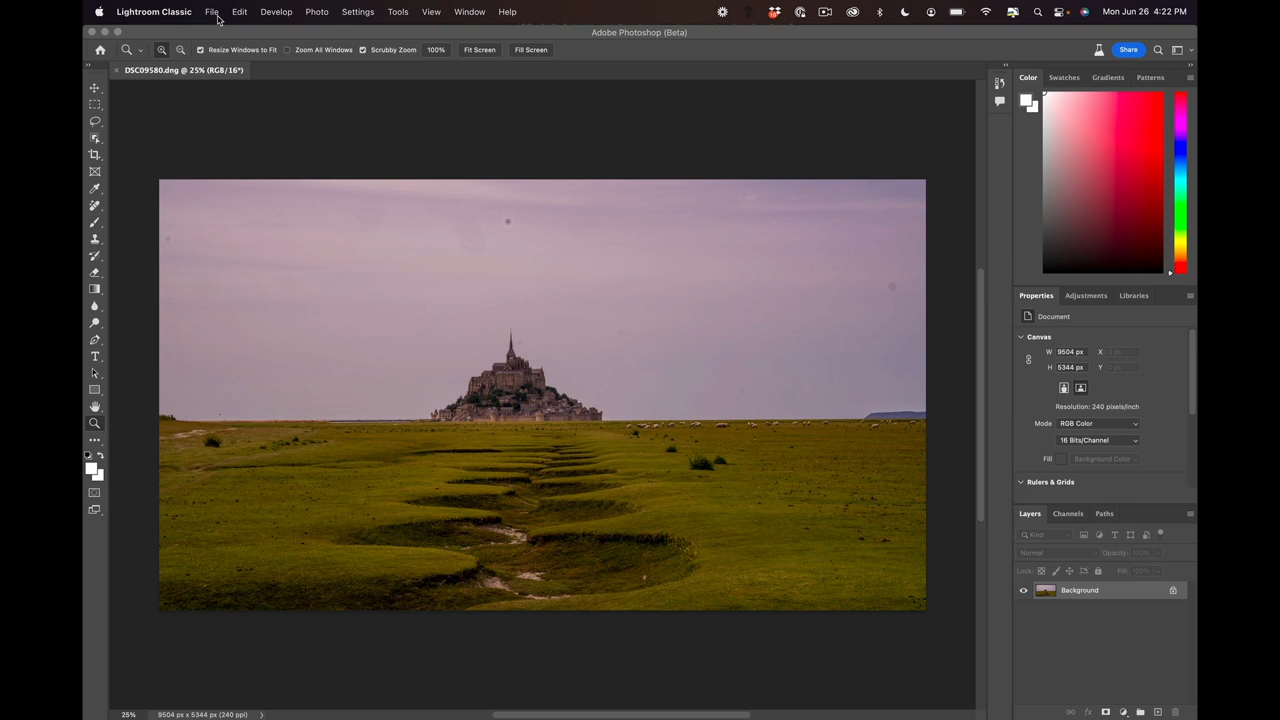 Lightroom Classic File Edit Develop Photo Settings Tools View Window Help Mon Jun 26 4:22 PM
Adobe Photoshop (Beta)
Resize Windows to Fit Zoom All Windows Scrubby Zoom 100% Fit Screen Fill Screen Share
DSC09580.dng @ 25% (RGB/16*)
Color Swatches Gradients Patterns
Properties Adjustments Libraries
Document
Canvas
W 9504 px X
H 5344 px Y
Resolution: 240 pixels/inch
Mode RGB Color
16 Bits/Channel
Fill Background Color
Rulers & Grids
Layers Channels Paths
Kind
Normal Opacity: 100%
Lock: Fill: 100%
Background
25% 9504 px x 5344 px (240 ppi)